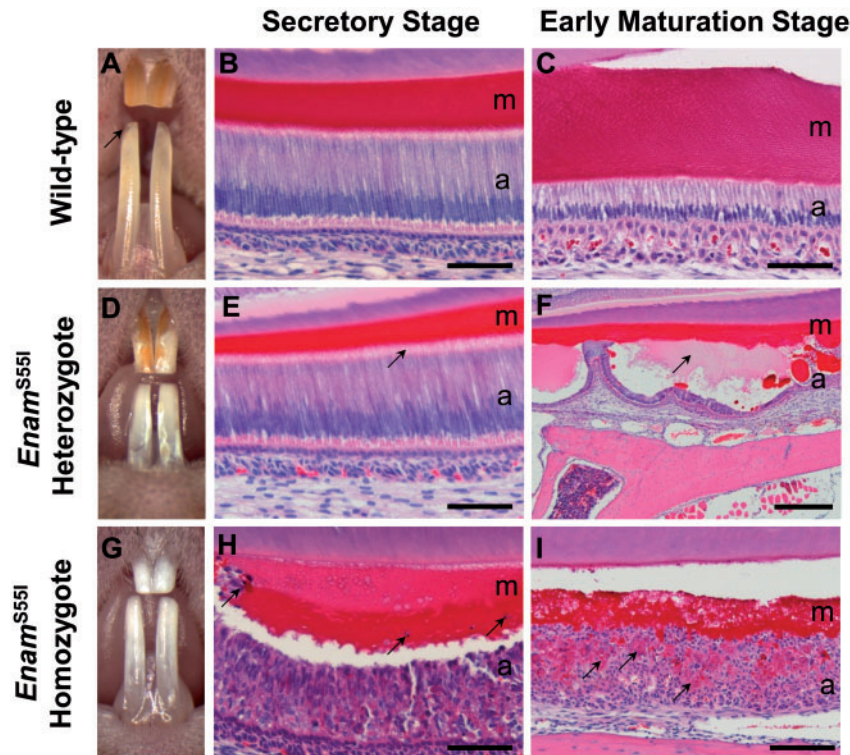 Secretory Stage
Early Maturation Stage
Wild-type
A
B
m
a
C
m
a
Enam^S55I
Heterozygote
D
E
m
a
F
m
a
Enam^S55I
Homozygote
G
H
m
a
I
m
a